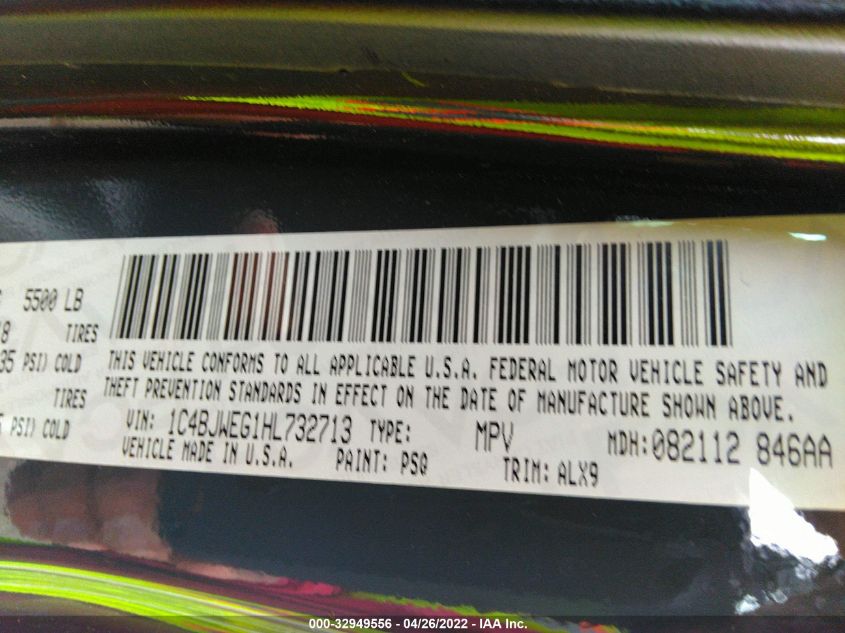 5500 LB
TIRES
35 PSI) COLD
TIRES
PSI) COLD
THIS VEHICLE CONFORMS TO ALL APPLICABLE U.S.A. FEDERAL MOTOR VEHICLE SAFETY AND
THEFT PREVENTION STANDARDS IN EFFECT ON THE DATE OF MANUFACTURE SHOWN ABOVE.
VIN: 1C4BJWEG1HL732713 TYPE: MPV MDH:082112 846AA
VEHICLE MADE IN U.S.A. PAINT: PSQ TRIM: ALX9
000-32949556 - 04/26/2022 - IAA Inc.